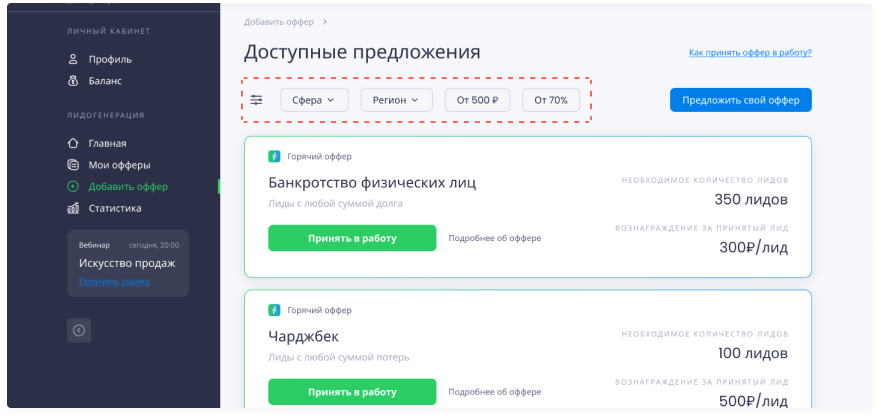 ЛИЧНЫЙ КАБИНЕТ
Профиль
Баланс
ЛИДОГЕНЕРАЦИЯ
Главная
Мои офферы
Добавить оффер
Статистика
Вебинар сегодня, 20:00
Искусство продаж
Получить ссылку
Добавить оффер
Доступные предложения
Как принять оффер в работу?
Сфера
Регион
От 500 ₽
От 70%
Предложить свой оффер
Горячий оффер
Банкротство физических лиц
Лиды с любой суммой долга
Принять в работу
Подробнее об оффере
НЕОБХОДИМОЕ КОЛИЧЕСТВО ЛИДОВ
350 лидов
ВОЗНАГРАЖДЕНИЕ ЗА ПРИНЯТЫЙ ЛИД
300₽/лид
Горячий оффер
Чарджбек
Лиды с любой суммой потерь
Принять в работу
Подробнее об оффере
НЕОБХОДИМОЕ КОЛИЧЕСТВО ЛИДОВ
100 лидов
ВОЗНАГРАЖДЕНИЕ ЗА ПРИНЯТЫЙ ЛИД
500₽/лид